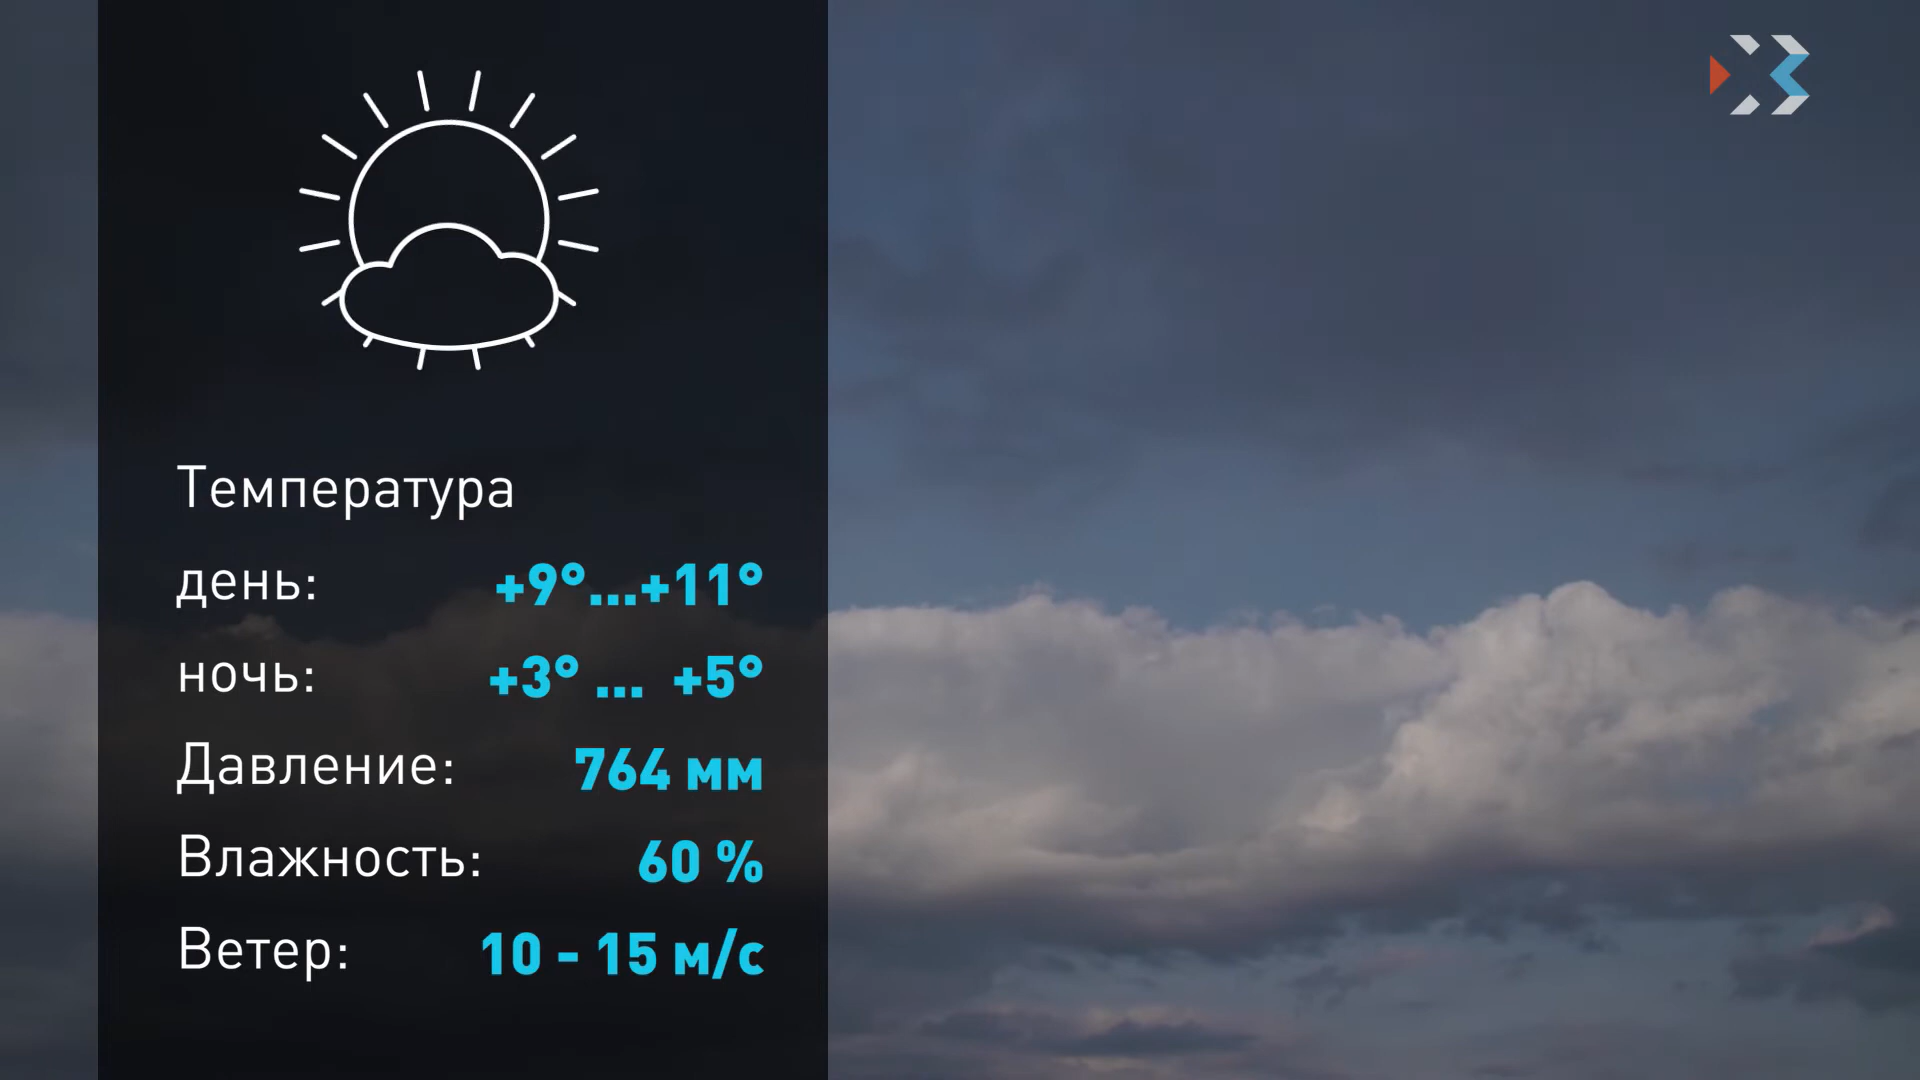 Температура
день: +9°...+11°
ночь: +3° ... +5°
Давление: 764 мм
Влажность: 60 %
Ветер: 10 - 15 м/с